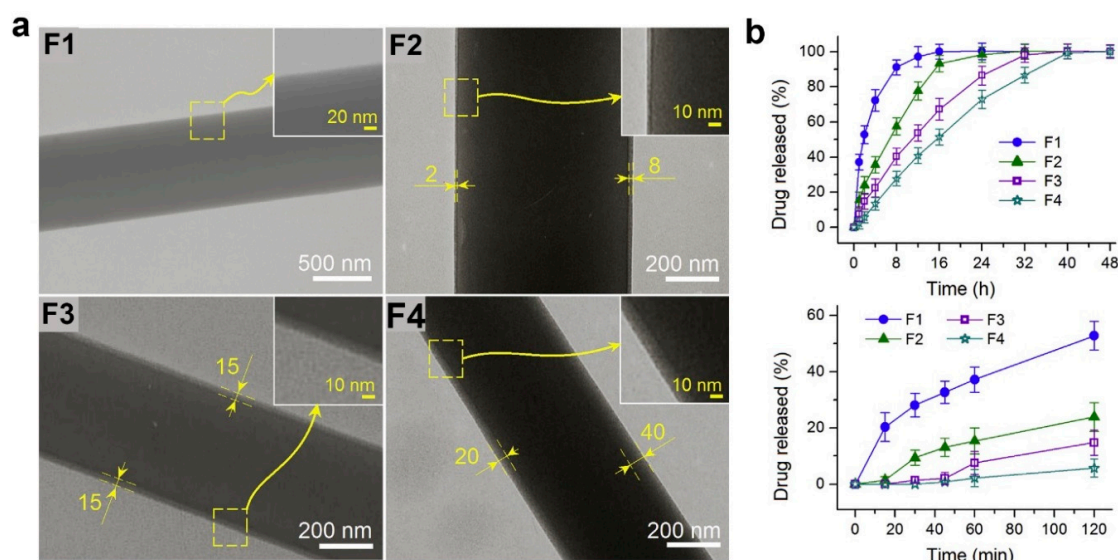 a
F1
20 nm
500 nm
F2
10 nm
2
8
200 nm
F3
15
10 nm
15
200 nm
F4
10 nm
20
40
200 nm
b
Drug released (%)
100
80
60
40
20
0
F1
F2
F3
F4
0 8 16 24 32 40 48
Time (h)
Drug released (%)
60
40
20
0
F1 F3
F2 F4
0 20 40 60 80 100 120
Time (min)